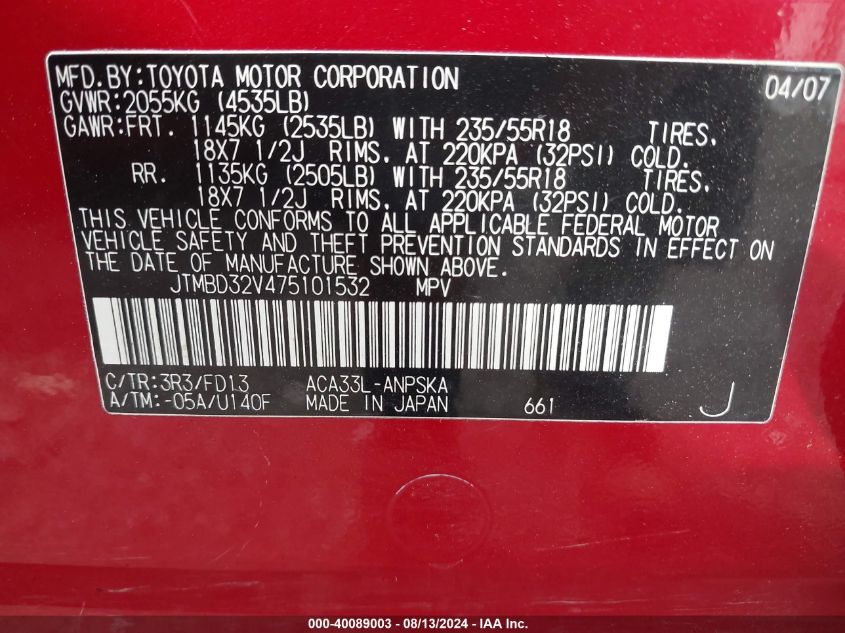 MFD.BY:TOYOTA MOTOR CORPORATION 04/07
GVWR:2055KG (4535LB)
GAWR:FRT. 1145KG (2535LB) WITH 235/55R18 TIRES.
18X7 1/2J RIMS. AT 220KPA (32PSI) COLD.
RR. 1135KG (2505LB) WITH 235/55R18 TIRES.
18X7 1/2J RIMS. AT 220KPA (32PSI) COLD.
THIS VEHICLE CONFORMS TO ALL APPLICABLE FEDERAL MOTOR
VEHICLE SAFETY AND THEFT PREVENTION STANDARDS IN EFFECT ON
THE DATE OF MANUFACTURE SHOWN ABOVE.
JTMBD32V475101532 MPV
C/TR:3R3/FD13 ACA33L-ANPSKA
A/TM:-05A/U140F MADE IN JAPAN 661 J
000-40089003 - 08/13/2024 - IAA Inc.